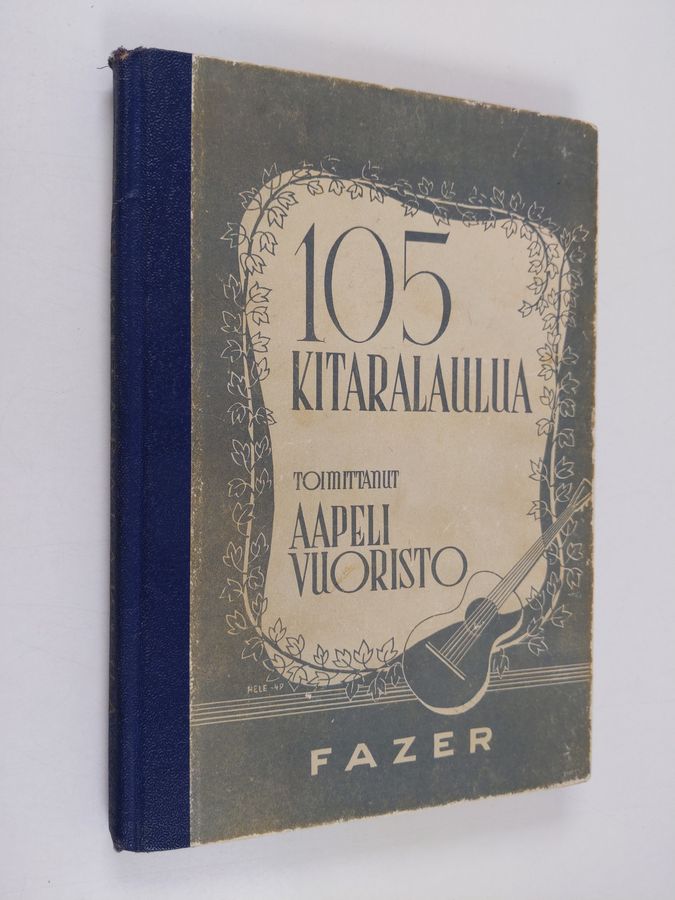 105
KITARALAULUA
TOIMITTANUT
AAPELI
VUORISTO
FAZER